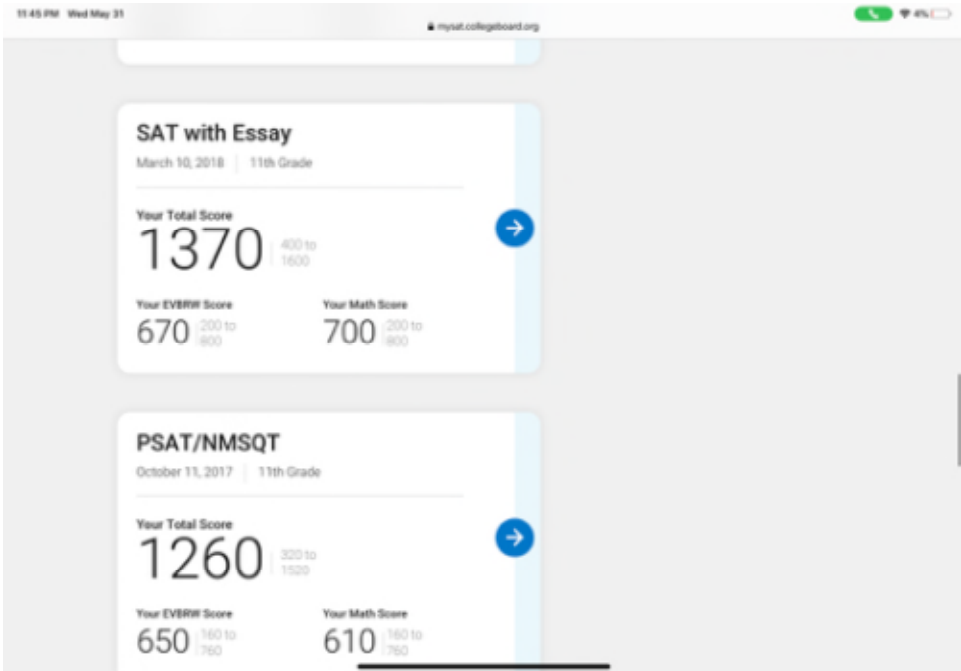 11:45 PM Wed May 31
mysat.collegeboard.org
4%
SAT with Essay
March 10, 2018 11th Grade
Your Total Score
1370 400 to
1600
Your EVBRW Score Your Math Score
670 200 to 700 200 to
800 800
PSAT/NMSQT
October 11, 2017 11th Grade
Your Total Score
1260 320 to
1520
Your EVBRW Score Your Math Score
650 160 to 610 160 to
760 760